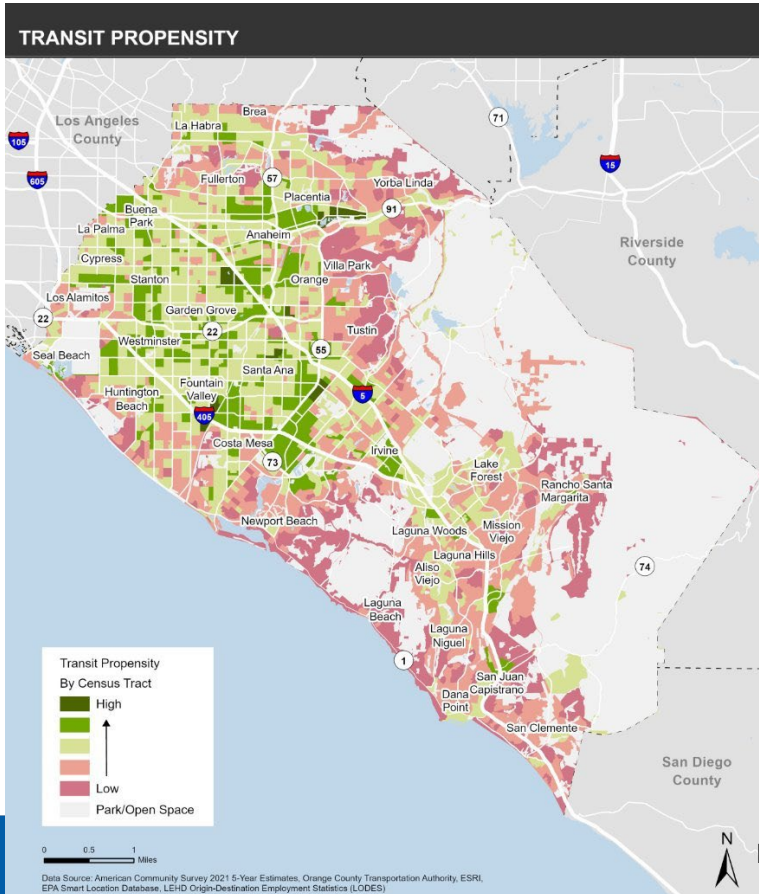 TRANSIT PROPENSITY
Los Angeles
County
105
605
71
15
Brea
La Habra
Fullerton
57
Placentia
Yorba Linda
91
Buena
Park
La Palma
Anaheim
Riverside
County
Cypress
Villa Park
Stanton
Orange
Los Alamitos
Garden Grove
22
22
Tustin
Westminster
55
Seal Beach
Santa Ana
Fountain
Valley
5
Huntington
Beach
405
Costa Mesa
73
Irvine
Lake
Forest
Rancho Santa
Margarita
Newport Beach
Laguna Woods
Mission
Viejo
Laguna Hills
Aliso
Viejo
74
Laguna
Beach
Laguna
Niguel
1
San Juan
Capistrano
Dana
Point
San Clemente
San Diego
County
Transit Propensity
By Census Tract
High
Low
Park/Open Space
0 0.5 1
Miles
N
Data Source: American Community Survey 2021 5-Year Estimates, Orange County Transportation Authority, ESRI,
EPA Smart Location Database, LEHD Origin-Destination Employment Statistics (LODES)